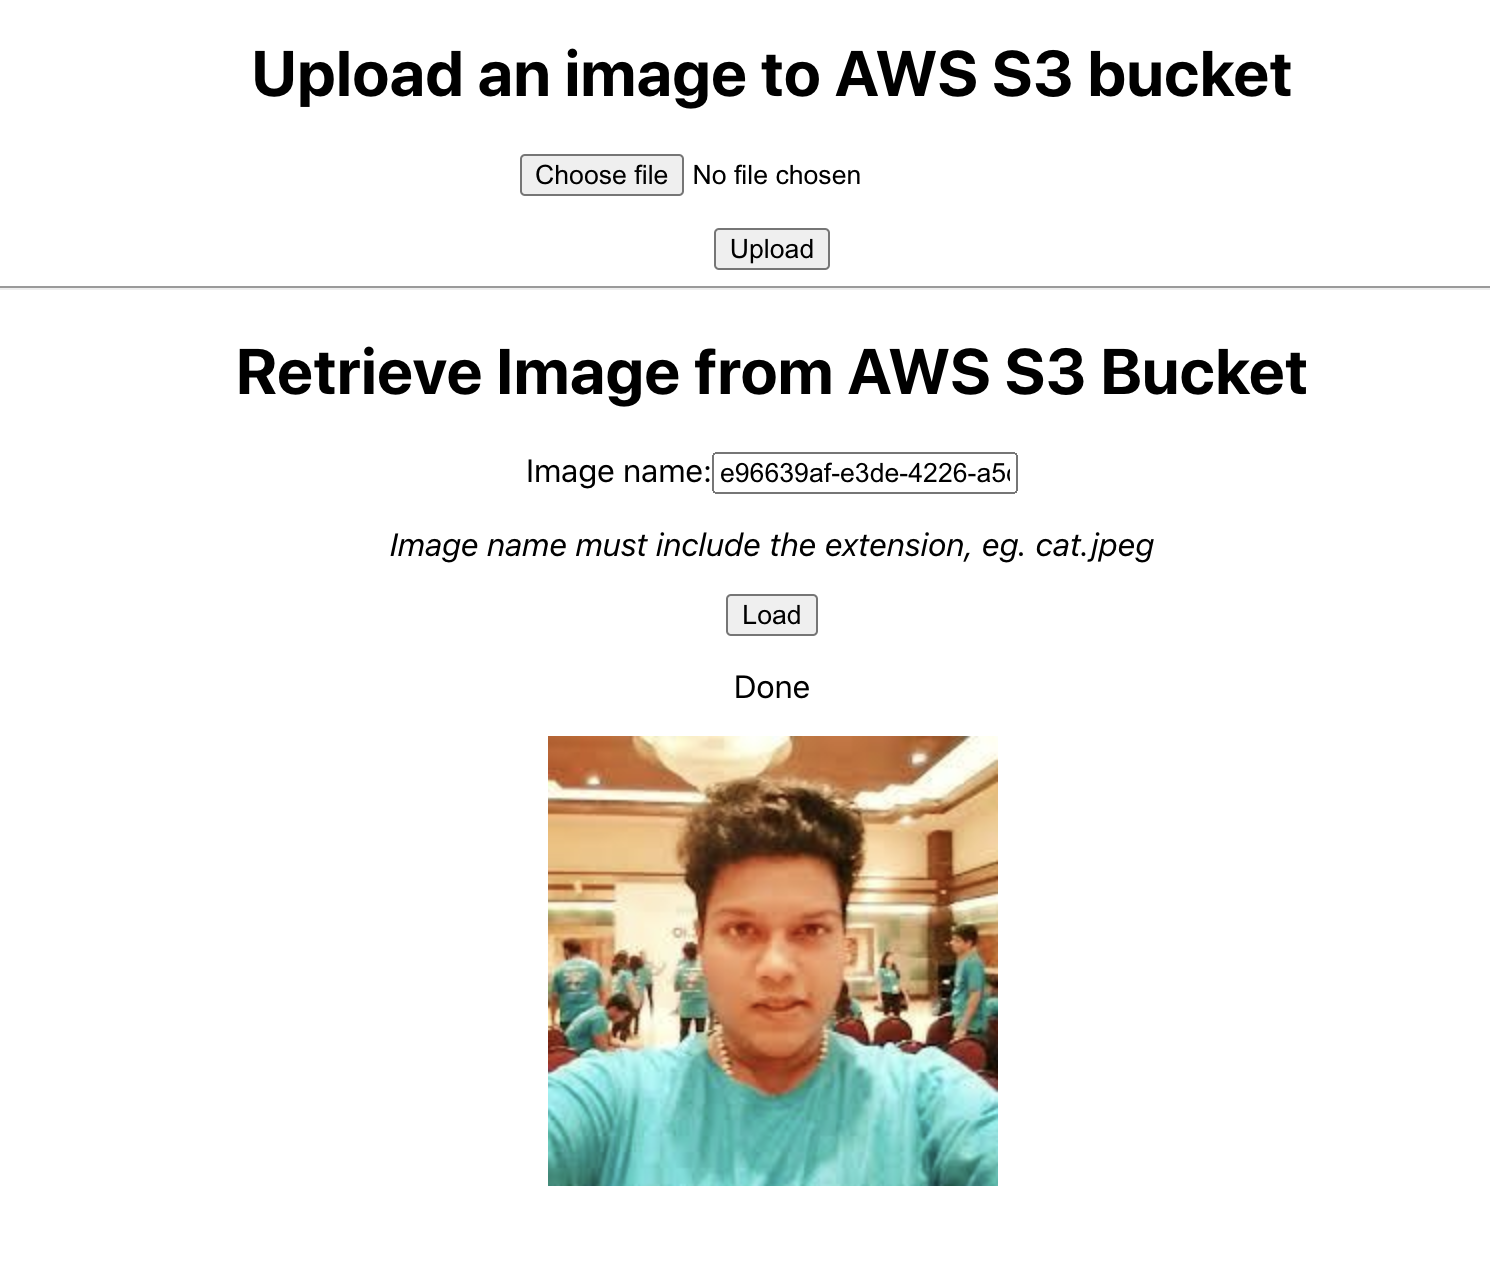 Upload an image to AWS S3 bucket
Choose file No file chosen
Upload
Retrieve Image from AWS S3 Bucket
Image name: e96639af-e3de-4226-a5
Image name must include the extension, eg. cat.jpeg
Load
Done